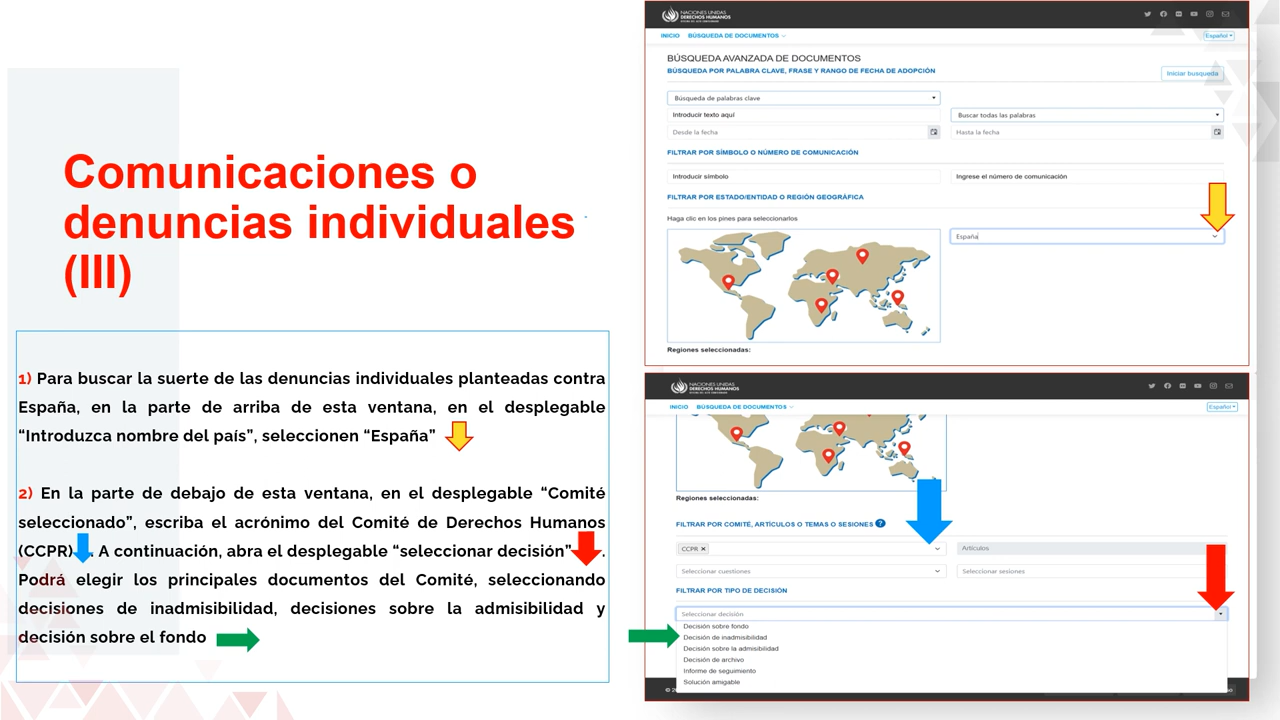 Comunicaciones o
denuncias individuales
(III)
1) Para buscar la suerte de las denuncias individuales planteadas contra
España, en la parte de arriba de esta ventana, en el desplegable
“Introduzca nombre del país”, seleccionen “España”
2) En la parte de debajo de esta ventana, en el desplegable “Comité
seleccionado”, escriba el acrónimo del Comité de Derechos Humanos
(CCPR) . A continuación, abra el desplegable “seleccionar decisión” .
Podrá elegir los principales documentos del Comité, seleccionando
decisiones de inadmisibilidad, decisiones sobre la admisibilidad y
decisión sobre el fondo
NACIONES UNIDAS
DERECHOS HUMANOS
INICIO BÚSQUEDA DE DOCUMENTOS
Español
BÚSQUEDA AVANZADA DE DOCUMENTOS
BÚSQUEDA POR PALABRA CLAVE, FRASE Y RANGO DE FECHA DE ADOPCIÓN
Iniciar busqueda
Búsqueda de palabras clave
Introducir texto aquí
Buscar todas las palabras
Desde la fecha
Hasta la fecha
FILTRAR POR SÍMBOLO O NÚMERO DE COMUNICACIÓN
Introducir símbolo
Ingrese el número de comunicación
FILTRAR POR ESTADO/ENTIDAD O REGIÓN GEOGRÁFICA
Haga clic en los pines para seleccionarlos
España
Regiones seleccionadas:
NACIONES UNIDAS
DERECHOS HUMANOS
INICIO BÚSQUEDA DE DOCUMENTOS
Español
Regiones seleccionadas:
FILTRAR POR COMITÉ, ARTÍCULOS O TEMAS O SESIONES ?
CCPR ×
Artículos
Seleccionar cuestiones
Seleccionar sesiones
FILTRAR POR TIPO DE DECISIÓN
Seleccionar decisión
Decisión sobre fondo
Decisión de inadmisibilidad
Decisión sobre la admisibilidad
Decisión de archivo
Informe de seguimiento
Solución amigable